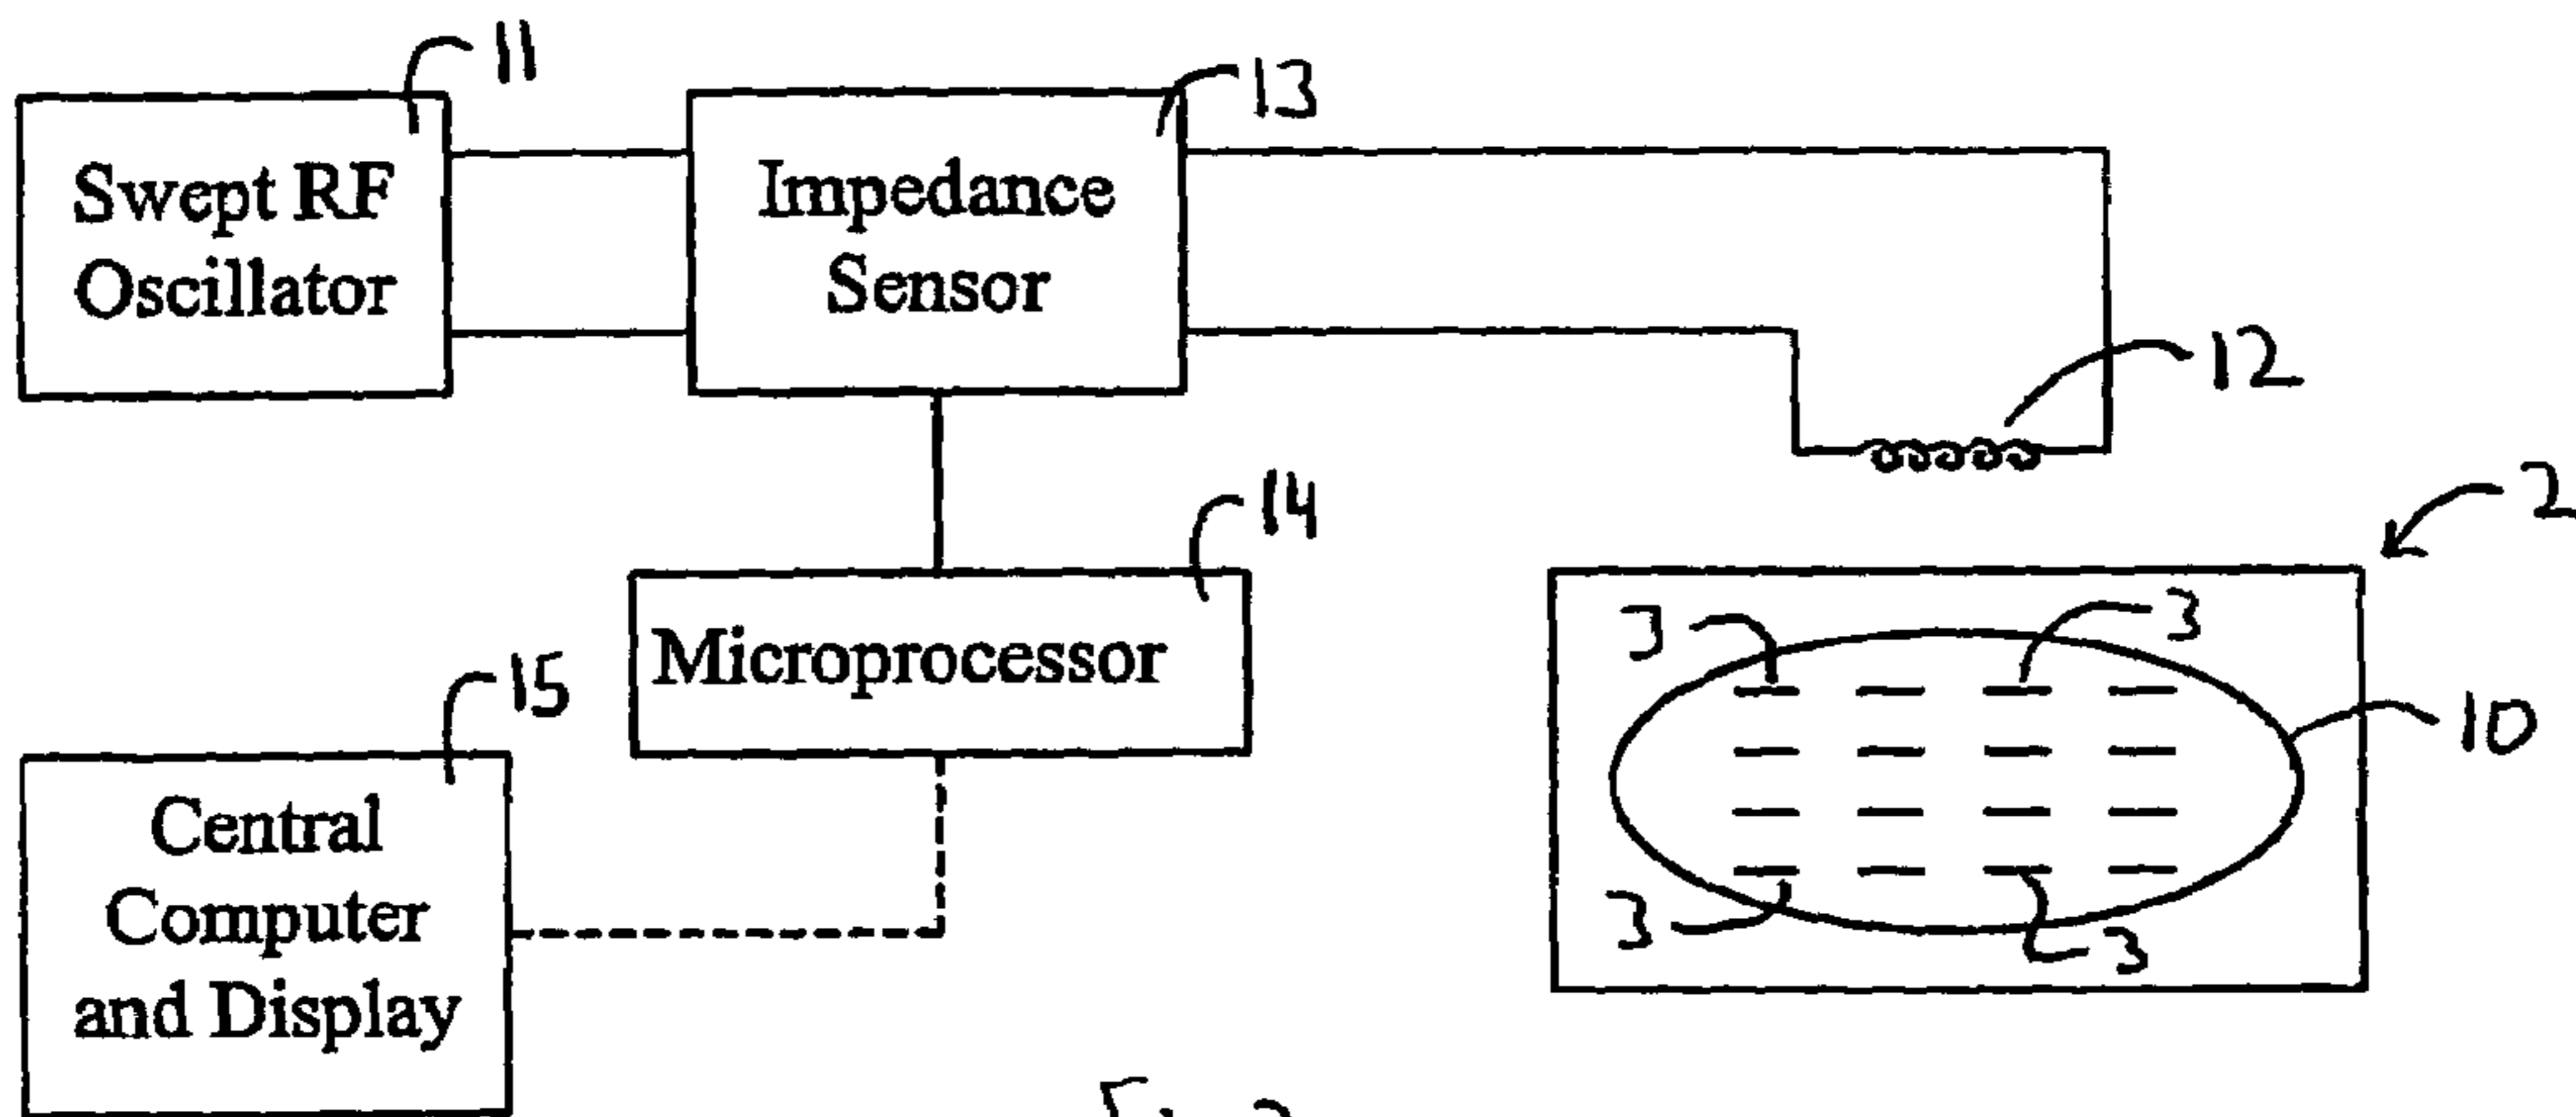 11
Swept RF
Oscillator
13
Impedance
Sensor
12
14
Microprocessor
2
3 3
10
3 3
15
Central
Computer
and Display